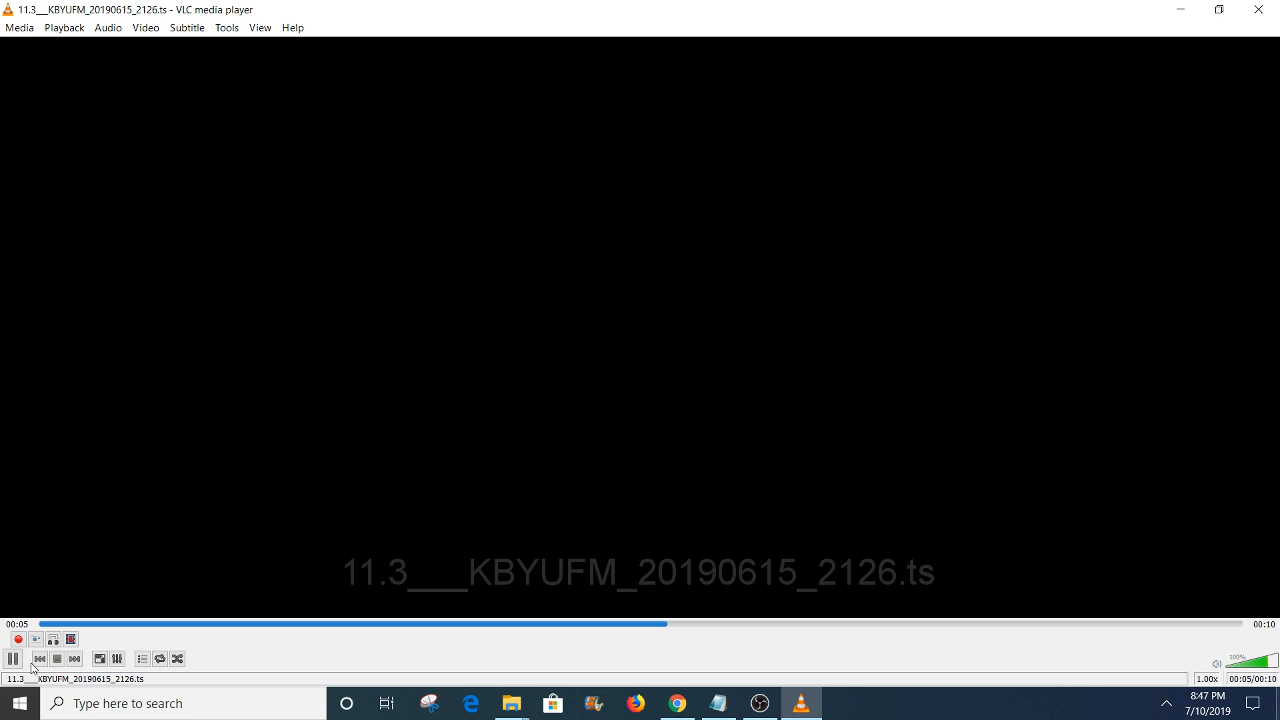 11.3___KBYUFM_20190615_2126.ts - VLC media player
Media Playback Audio Video Subtitle Tools View Help
11.3___KBYUFM_20190615_2126.ts
00:05 00:10
100%
11.3___KBYUFM_20190615_2126.ts 1.00x 00:05/00:10
Type here to search
8:47 PM
7/10/2019